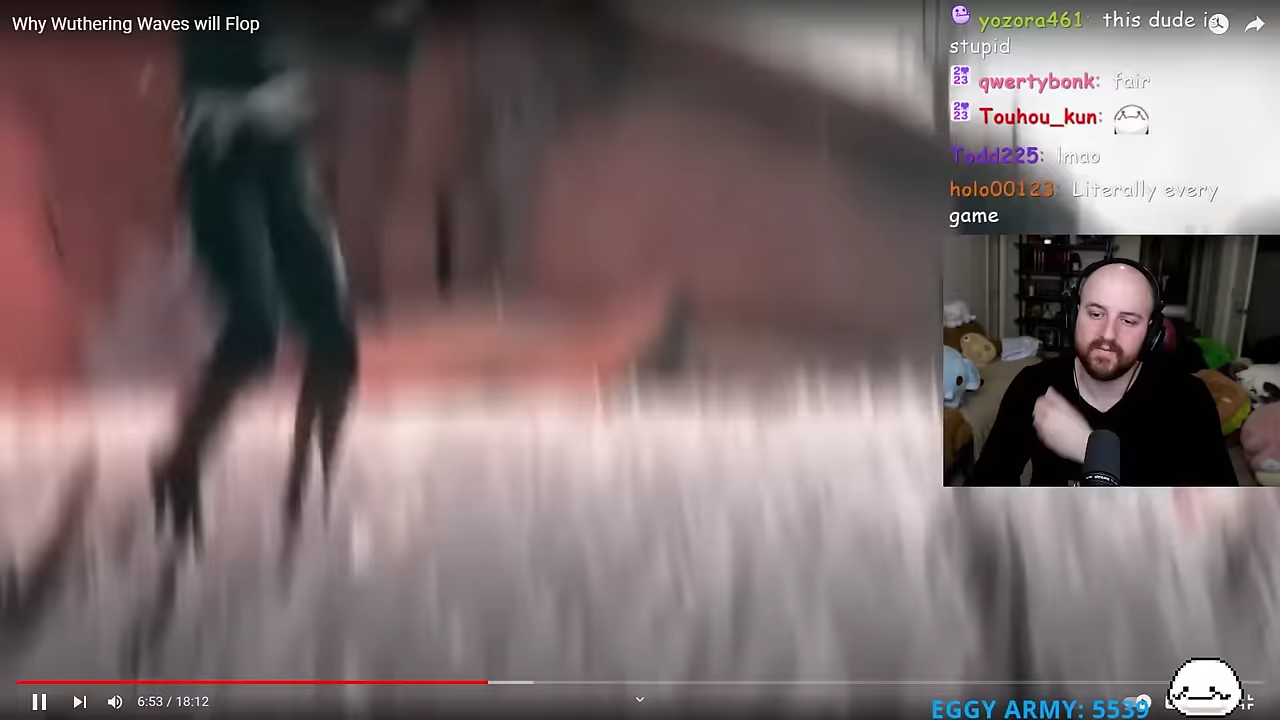 Why Wuthering Waves will Flop
yozora461: this dude is
stupid
qwertybonk: fair
Touhou_kun:
Todd225: lmao
holo00123: Literally every
game
6:53 / 18:12
EGGY ARMY: 5539